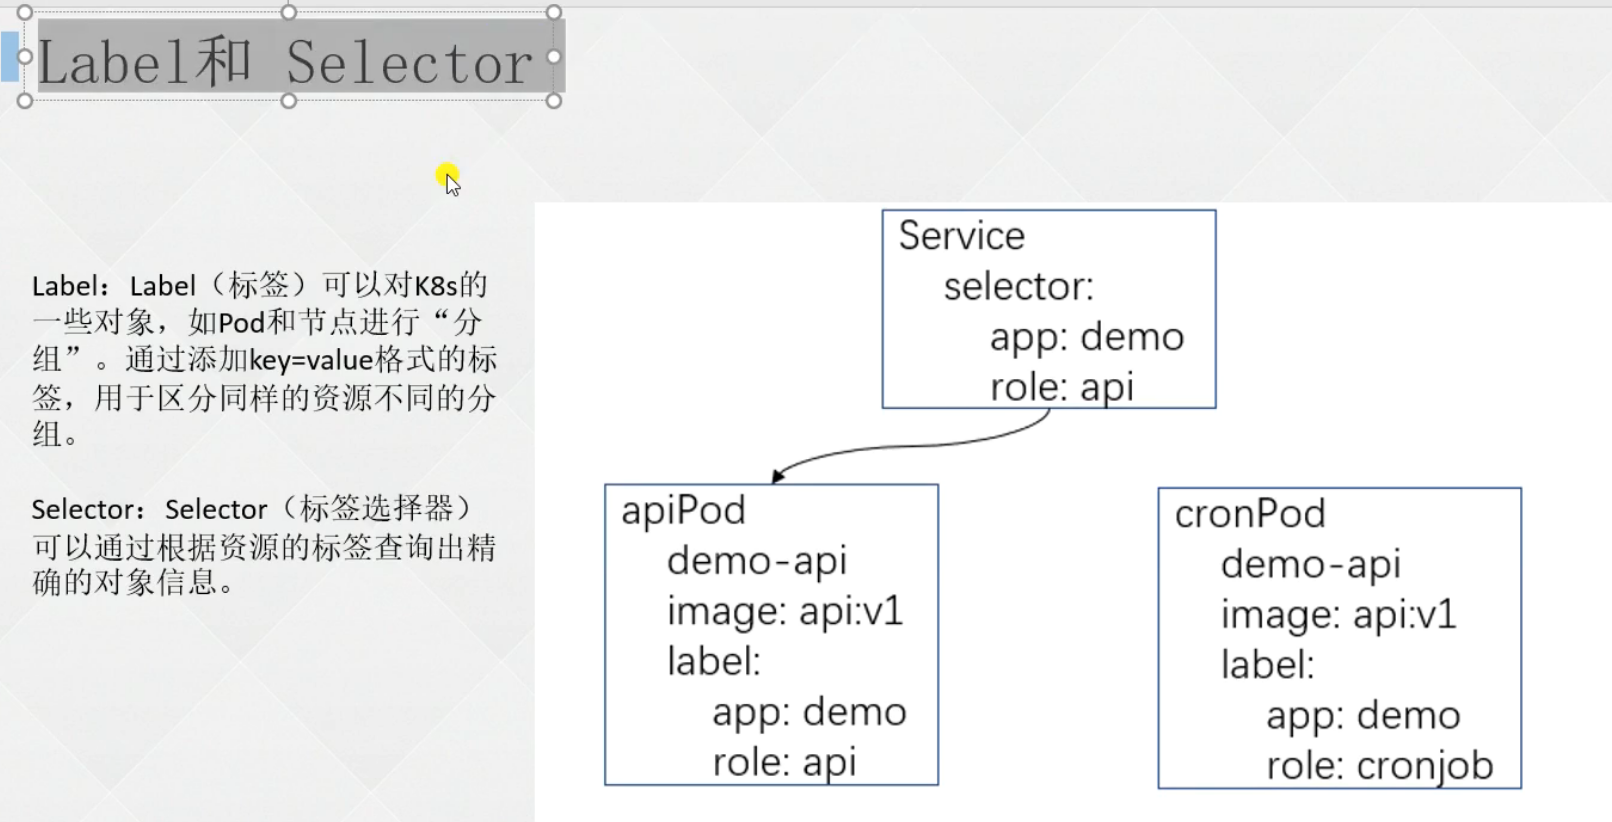 Label和 Selector
Label：Label（标签）可以对K8s的
一些对象，如Pod和节点进行“分
组”。通过添加key=value格式的标
签，用于区分同样的资源不同的分
组。
Selector：Selector（标签选择器）
可以通过根据资源的标签查询出精
确的对象信息。
Service
selector:
app: demo
role: api
apiPod
demo-api
image: api:v1
label:
app: demo
role: api
cronPod
demo-api
image: api:v1
label:
app: demo
role: cronjob